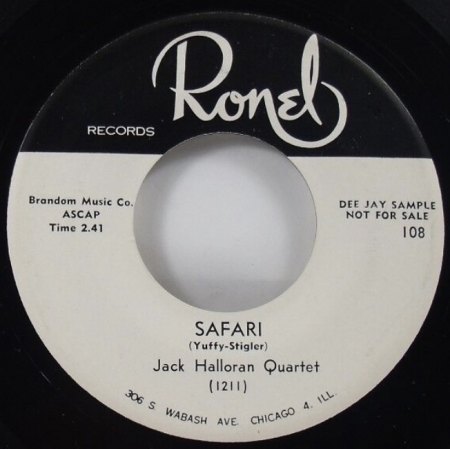 Ronel
RECORDS
Brandom Music Co.
ASCAP
Time 2.41
DEE JAY SAMPLE
NOT FOR SALE
108
SAFARI
(Yuffy-Stigler)
Jack Halloran Quartet
(1211)
306 S. WABASH AVE. CHICAGO 4, ILL.